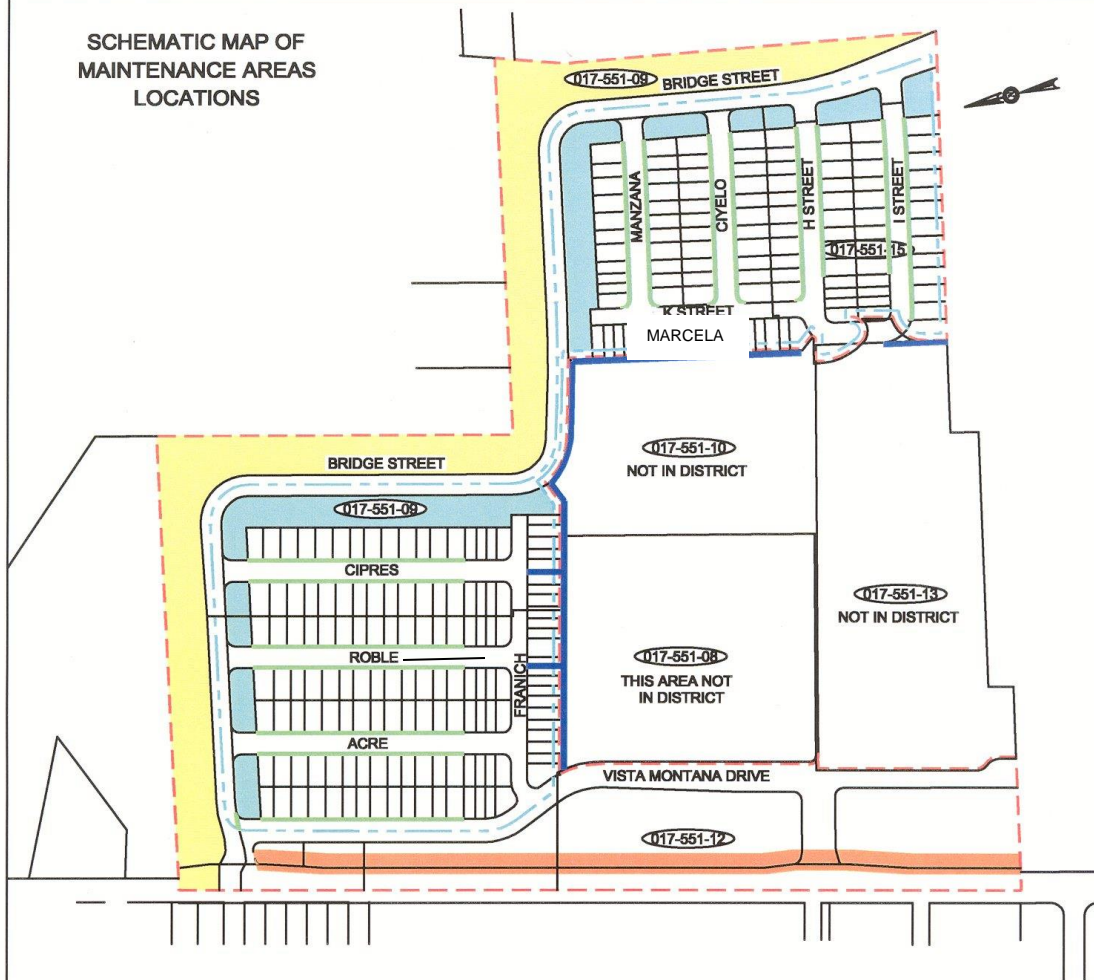 SCHEMATIC MAP OF
MAINTENANCE AREAS
LOCATIONS
017-551-09
BRIDGE STREET
MANZANA
CIYELO
H STREET
I STREET
017-551-15
K STREET
MARCELA
017-551-10
NOT IN DISTRICT
BRIDGE STREET
017-551-09
CIPRES
017-551-13
NOT IN DISTRICT
ROBLE
FRANICH
017-551-08
THIS AREA NOT
IN DISTRICT
ACRE
VISTA MONTANA DRIVE
017-551-12